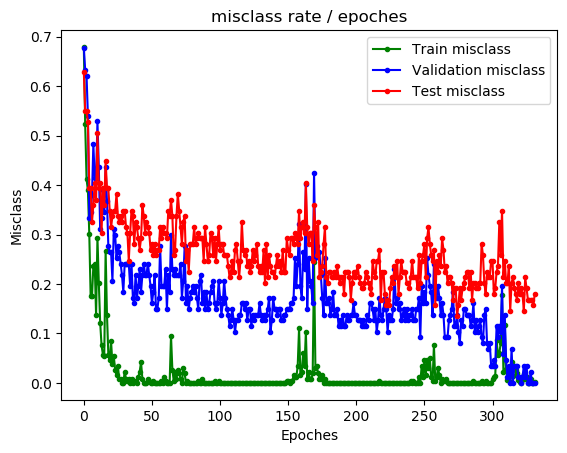 misclass rate / epoches
0.7
0.6
0.5
0.4
0.3
0.2
0.1
0.0
Misclass
Train misclass
Validation misclass
Test misclass
0 50 100 150 200 250 300
Epoches